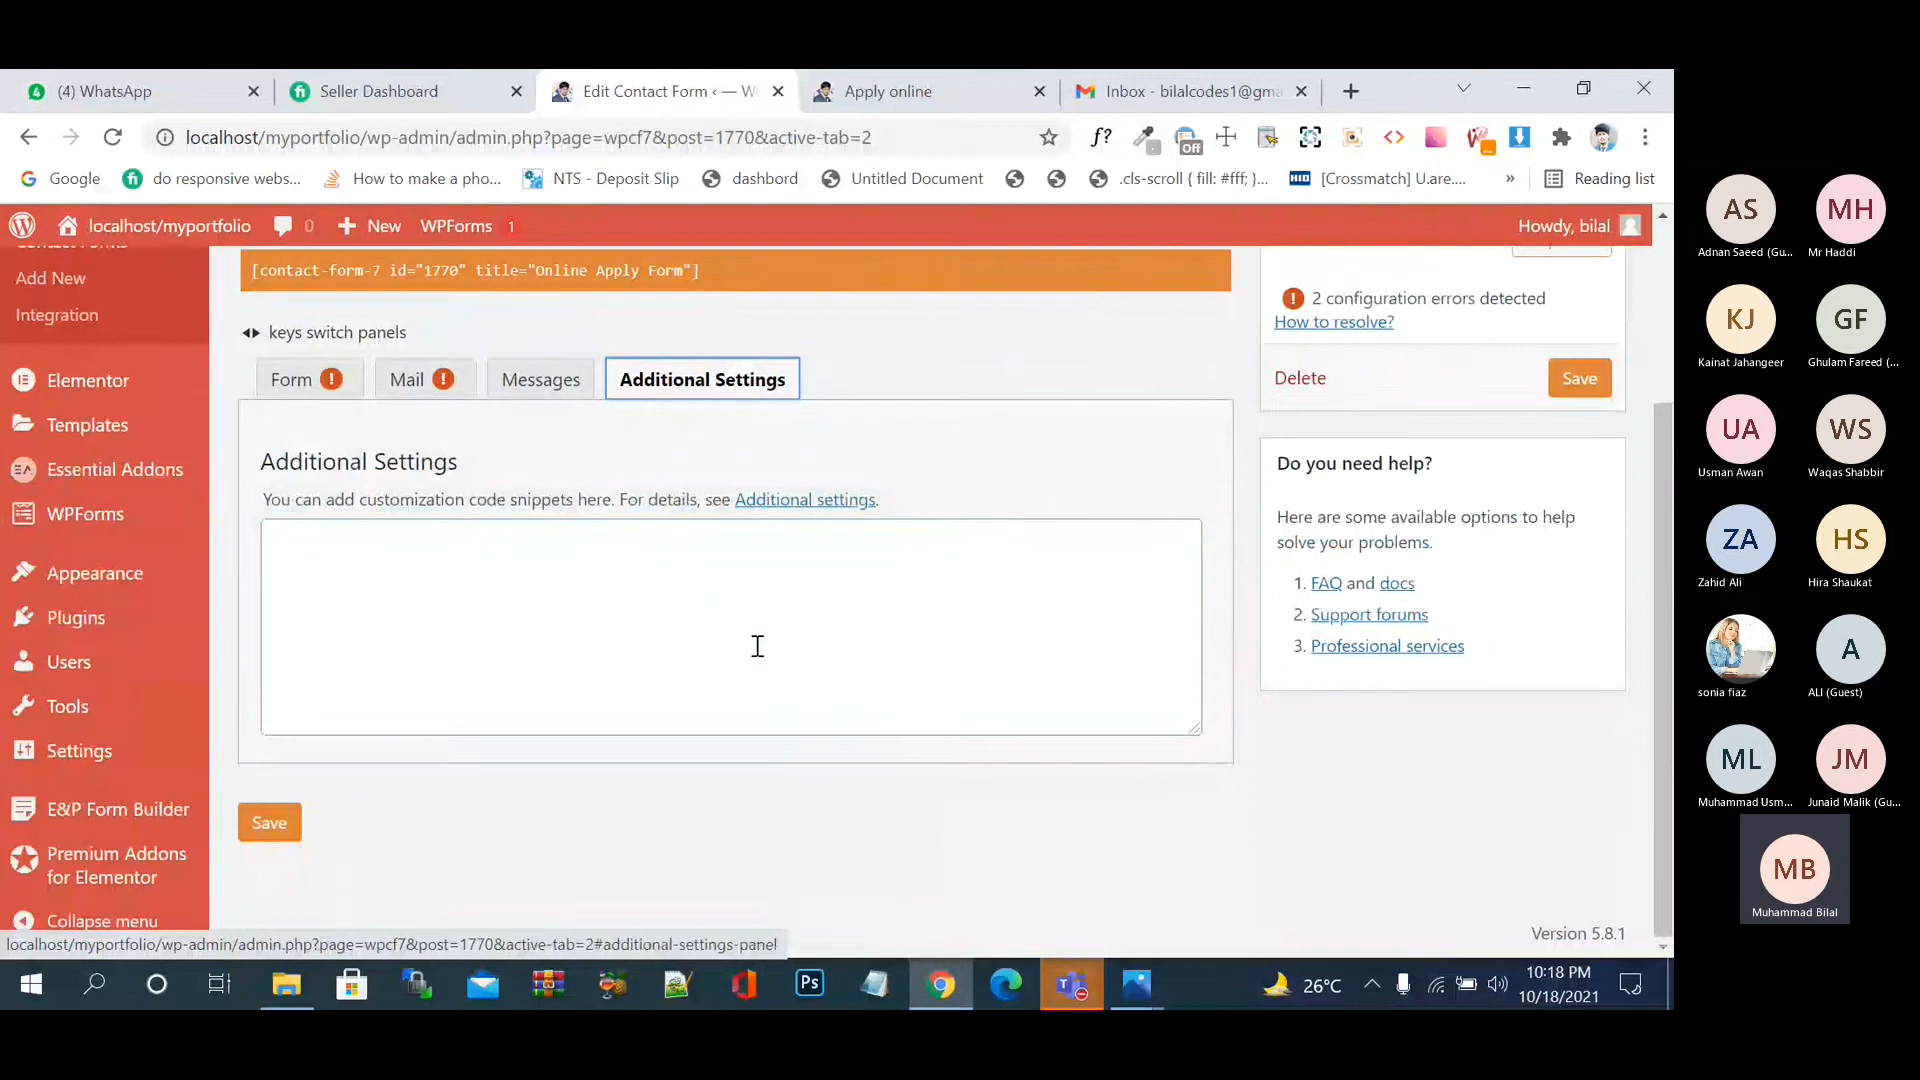 (4) WhatsApp
Seller Dashboard
Edit Contact Form ‹ — W
Apply online
Inbox - bilalcodes1@gma
localhost/myportfolio/wp-admin/admin.php?page=wpcf7&post=1770&active-tab=2
f?
Off
Google
do responsive webs...
How to make a pho...
NTS - Deposit Slip
dashbord
Untitled Document
.cls-scroll { fill: #fff; }...
HID
[Crossmatch] U.are....
»
Reading list
localhost/myportfolio
0
New
WPForms
1
Howdy, bilal
Add New
Integration
Elementor
Templates
Essential Addons
WPForms
Appearance
Plugins
Users
Tools
Settings
E&P Form Builder
Premium Addons
for Elementor
Collapse menu
[contact-form-7 id="1770" title="Online Apply Form"]
keys switch panels
Form !
Mail !
Messages
Additional Settings
Additional Settings
You can add customization code snippets here. For details, see Additional settings.
Save
! 2 configuration errors detected
How to resolve?
Delete
Save
Do you need help?
Here are some available options to help
solve your problems.
1. FAQ and docs
2. Support forums
3. Professional services
Version 5.8.1
localhost/myportfolio/wp-admin/admin.php?page=wpcf7&post=1770&active-tab=2#additional-settings-panel
Ps
26°C
10:18 PM
10/18/2021
AS
Adnan Saeed (Gu...
MH
Mr Haddi
KJ
Kainat Jahangeer
GF
Ghulam Fareed (...
UA
Usman Awan
WS
Waqas Shabbir
ZA
Zahid Ali
HS
Hira Shaukat
sonia fiaz
A
ALI (Guest)
ML
Muhammad Usm...
JM
Junaid Malik (Gu...
MB
Muhammad Bilal